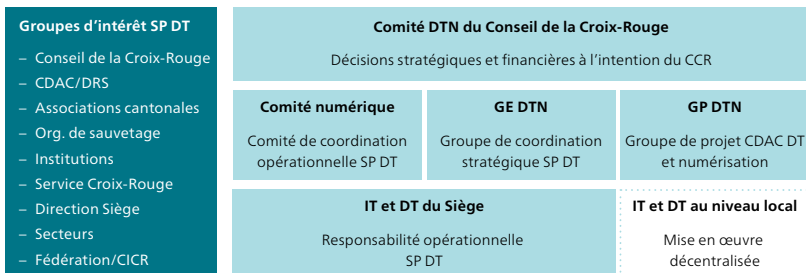 Groupes d'intérêt SP DT
– Conseil de la Croix-Rouge
– CDAC/DRS
– Associations cantonales
– Org. de sauvetage
– Institutions
– Service Croix-Rouge
– Direction Siège
– Secteurs
– Fédération/CICR
Comité DTN du Conseil de la Croix-Rouge
Décisions stratégiques et financières à l'intention du CCR
Comité numérique
Comité de coordination
opérationnelle SP DT
GE DTN
Groupe de coordination
stratégique SP DT
GP DTN
Groupe de projet CDAC DT
et numérisation
IT et DT du Siège
Responsabilité opérationnelle
SP DT
IT et DT au niveau local
Mise en œuvre
décentralisée